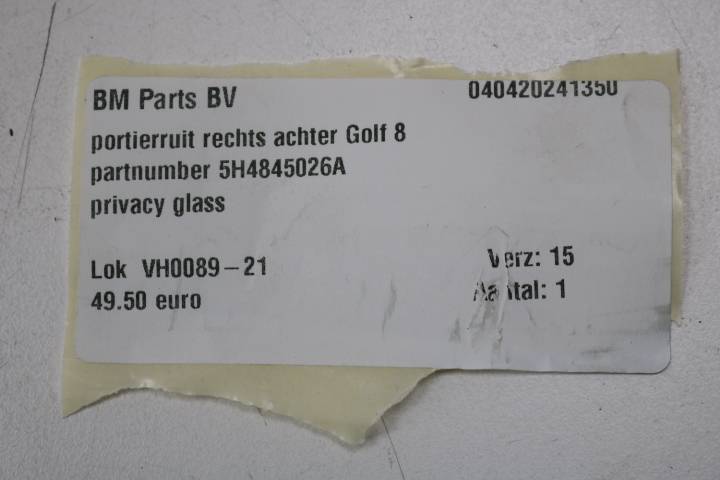 BM Parts BV 040420241350
portierruit rechts achter Golf 8
partnumber 5H4845026A
privacy glass
Lok VH0089-21 Verz: 15
49.50 euro Aantal: 1